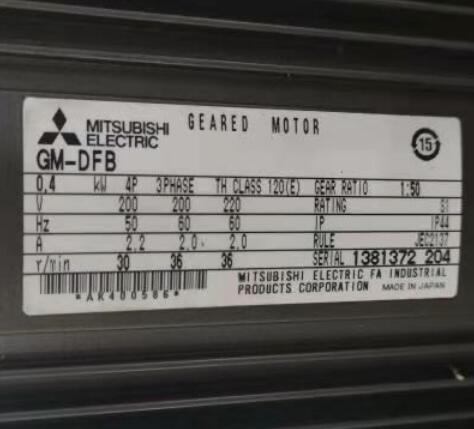 GEARED MOTOR
MITSUBISHI
ELECTRIC
15
GM-DFB
0,4 kW 4P 3PHASE TH CLASS 120(E) GEAR RATIO 1:50
V 200 200 220 RATING S1
Hz 50 60 60 IP IP44
A 2.2 2.0 2.0 RULE JEC2137
r/min 30 36 36 SERIAL 1381372 204
*AK400586*
MITSUBISHI ELECTRIC FA INDUSTRIAL
PRODUCTS CORPORATION MADE IN JAPAN